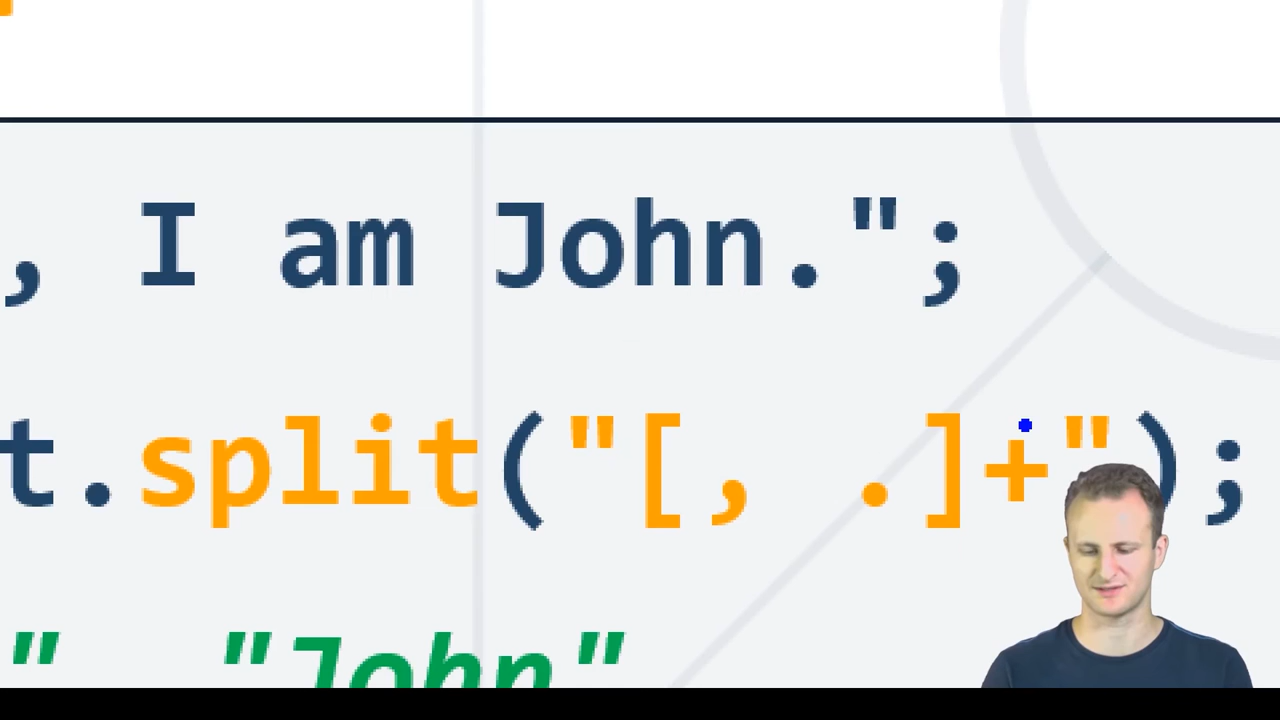 , I am John.";
t.split("[, .]+");
" "John"